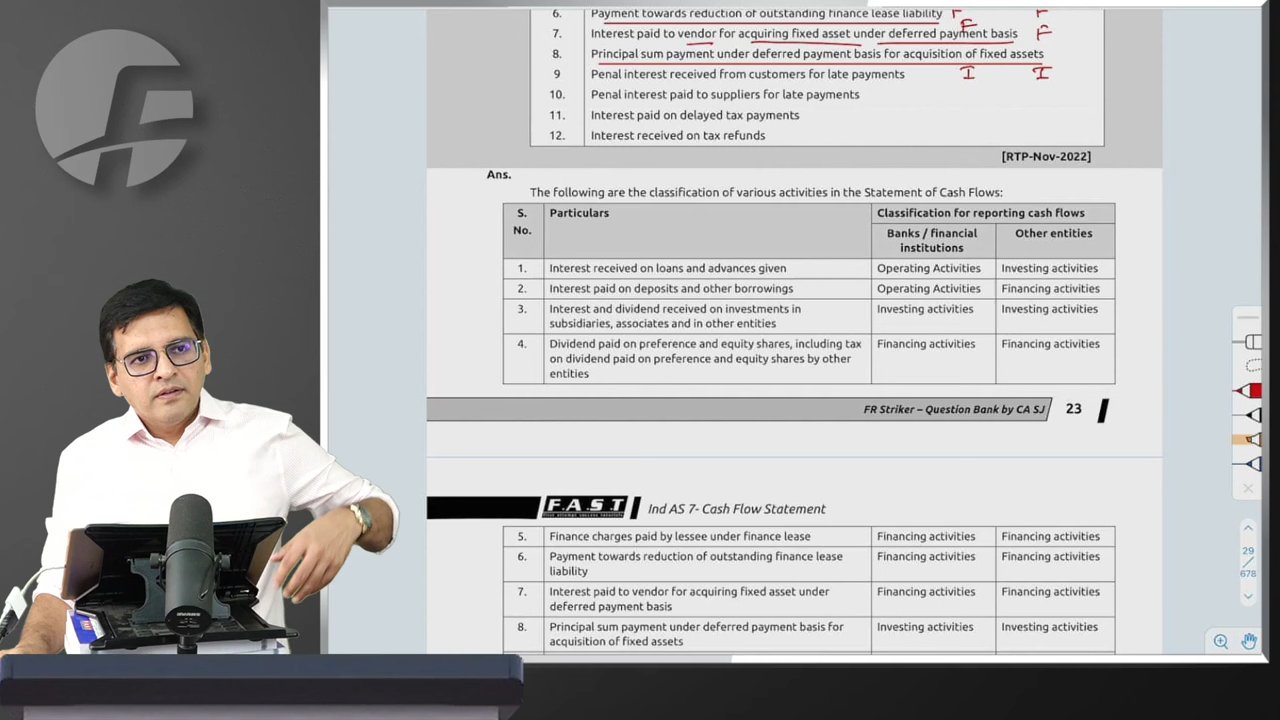 6. Payment towards reduction of outstanding finance lease liability F F
7. Interest paid to vendor for acquiring fixed asset under deferred payment basis F F
8. Principal sum payment under deferred payment basis for acquisition of fixed assets I I
9 Penal interest received from customers for late payments
10. Penal interest paid to suppliers for late payments
11. Interest paid on delayed tax payments
12. Interest received on tax refunds
[RTP-Nov-2022]
Ans.
The following are the classification of various activities in the Statement of Cash Flows:
S. No. Particulars Classification for reporting cash flows
Banks / financial institutions Other entities
1. Interest received on loans and advances given Operating Activities Investing activities
2. Interest paid on deposits and other borrowings Operating Activities Financing activities
3. Interest and dividend received on investments in Investing activities Investing activities
subsidiaries, associates and in other entities
4. Dividend paid on preference and equity shares, including tax Financing activities Financing activities
on dividend paid on preference and equity shares by other
entities
FR Striker – Question Bank by CA SJ 23
F.A.S.T Ind AS 7- Cash Flow Statement
5. Finance charges paid by lessee under finance lease Financing activities Financing activities
6. Payment towards reduction of outstanding finance lease Financing activities Financing activities
liability
7. Interest paid to vendor for acquiring fixed asset under Financing activities Financing activities
deferred payment basis
8. Principal sum payment under deferred payment basis for Investing activities Investing activities
acquisition of fixed assets
29
678